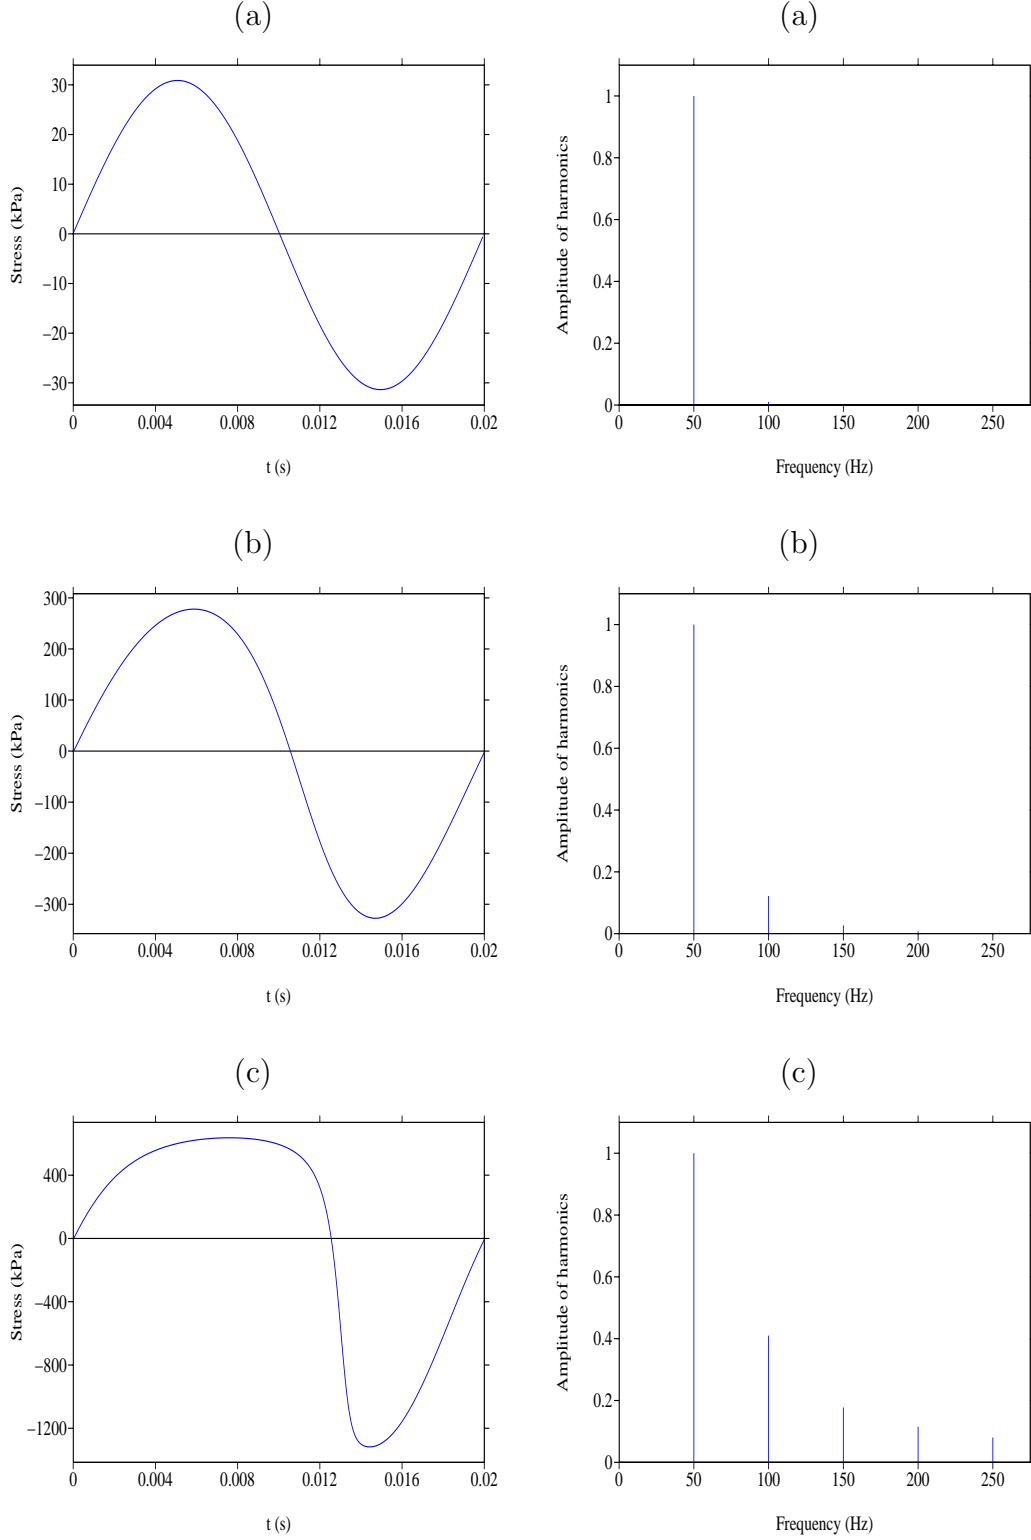 (a)
(a)
Stress (kPa)
30
20
10
0
−10
−20
−30
0 0.004 0.008 0.012 0.016 0.02
t (s)
Amplitude of harmonics
1
0.8
0.6
0.4
0.2
0
0 50 100 150 200 250
Frequency (Hz)
(b)
(b)
Stress (kPa)
300
200
100
0
−100
−200
−300
0 0.004 0.008 0.012 0.016 0.02
t (s)
Amplitude of harmonics
1
0.8
0.6
0.4
0.2
0
0 50 100 150 200 250
Frequency (Hz)
(c)
(c)
Stress (kPa)
400
0
−400
−800
−1200
0 0.004 0.008 0.012 0.016 0.02
t (s)
Amplitude of harmonics
1
0.8
0.6
0.4
0.2
0
0 50 100 150 200 250
Frequency (Hz)